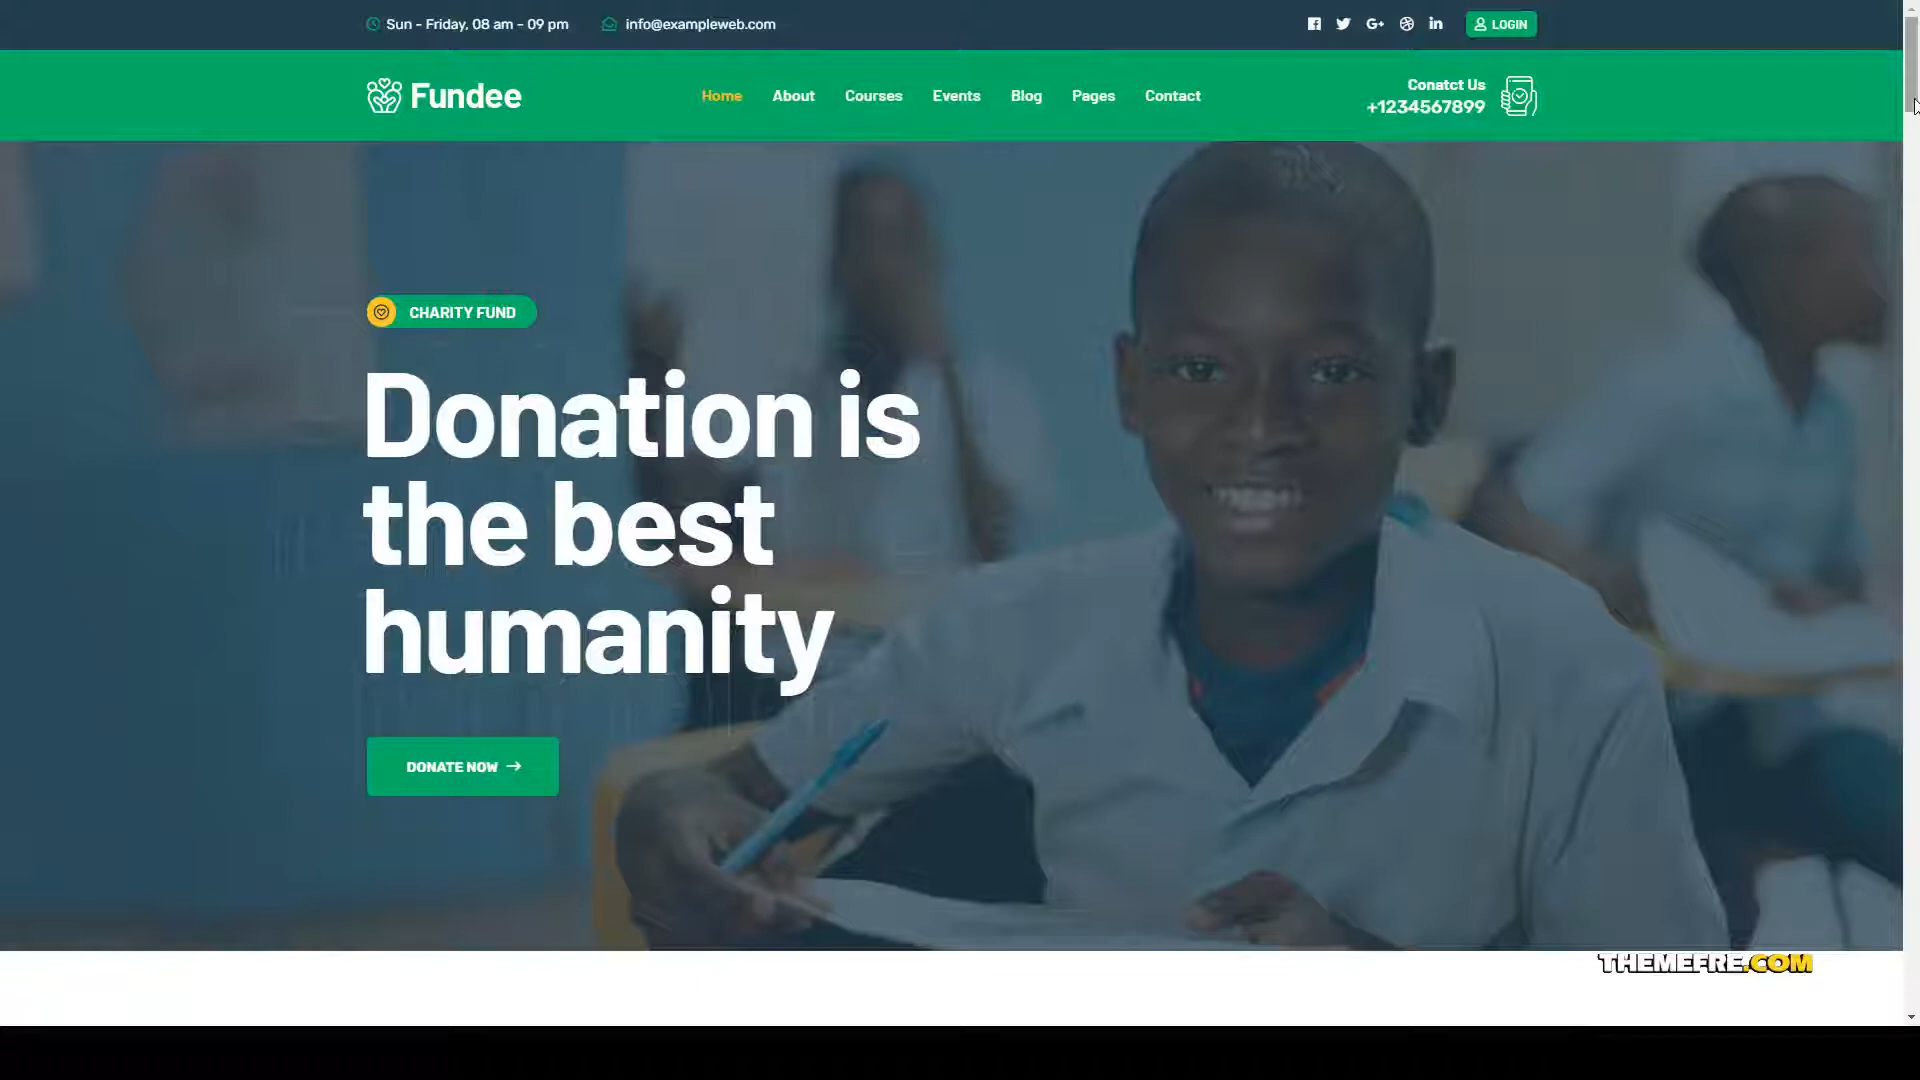 Sun - Friday, 08 am - 09 pm
info@exampleweb.com
LOGIN
Fundee
Home
About
Courses
Events
Blog
Pages
Contact
Conatct Us
+1234567899
CHARITY FUND
Donation is
the best
humanity
DONATE NOW
THEMEFRE.COM